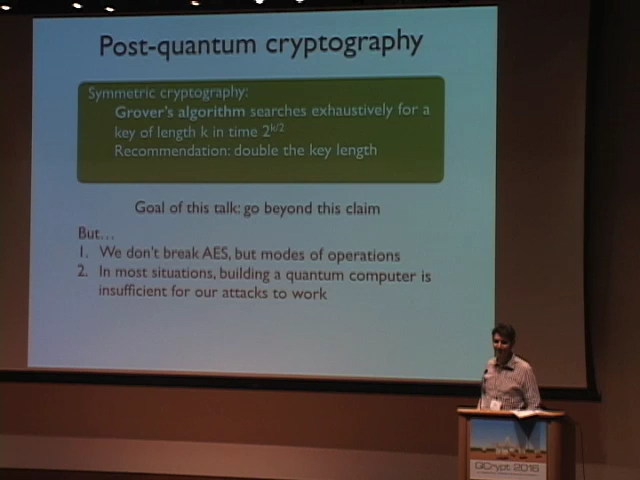 Post-quantum cryptography
Symmetric cryptography:
Grover's algorithm searches exhaustively for a
key of length k in time 2^{k/2}
Recommendation: double the key length
Goal of this talk: go beyond this claim
But...
1. We don't break AES, but modes of operations
2. In most situations, building a quantum computer is
insufficient for our attacks to work
QCrypt 2016